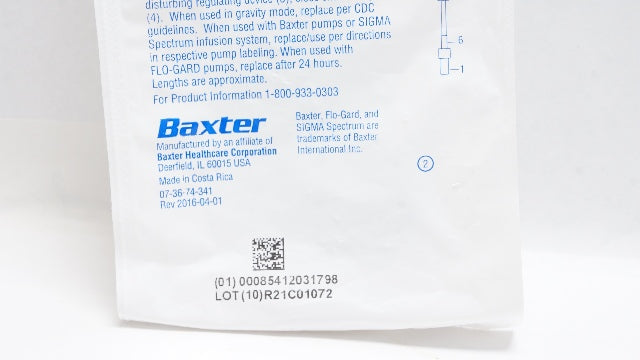 disturbing regulating device
(4). When used in gravity mode, replace per CDC
guidelines. When used with Baxter pumps or SIGMA
Spectrum infusion system, replace/use per directions
in respective pump labeling. When used with
FLO-GARD pumps, replace after 24 hours.
Lengths are approximate.
For Product Information 1-800-933-0303
6
1
Baxter
Manufactured by an affiliate of
Baxter Healthcare Corporation
Deerfield, IL 60015 USA
Made in Costa Rica
07-36-74-341
Rev 2016-04-01
Baxter, Flo-Gard, and
SIGMA Spectrum are
trademarks of Baxter
International Inc.
2
(01) 00085412031798
LOT (10)R21C01072